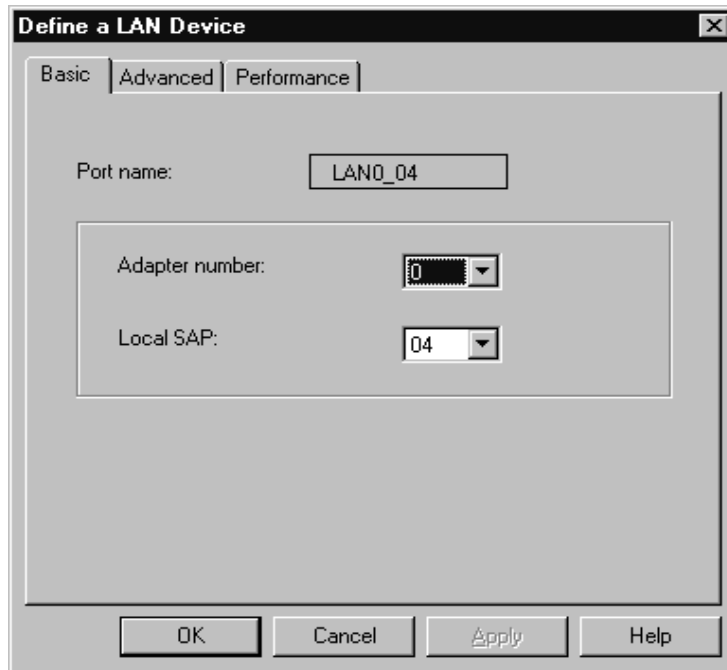 Define a LAN Device
Basic Advanced Performance
Port name: LAN0_04
Adapter number: 0
Local SAP: 04
OK Cancel Apply Help